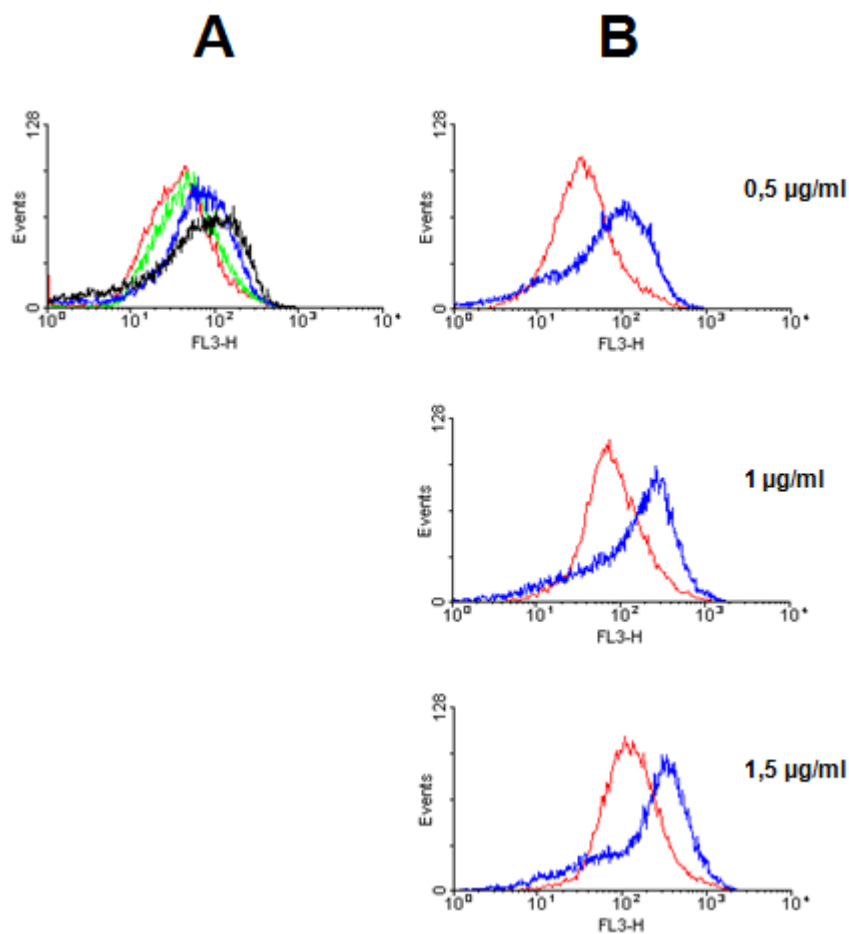 A
B
128
Events
0
10⁰ 10¹ 10² 10³ 10⁴
FL3-H
128
Events
0
10⁰ 10¹ 10² 10³ 10⁴
FL3-H
0,5 µg/ml
128
Events
0
10⁰ 10¹ 10² 10³ 10⁴
FL3-H
1 µg/ml
128
Events
0
10⁰ 10¹ 10² 10³ 10⁴
FL3-H
1,5 µg/ml